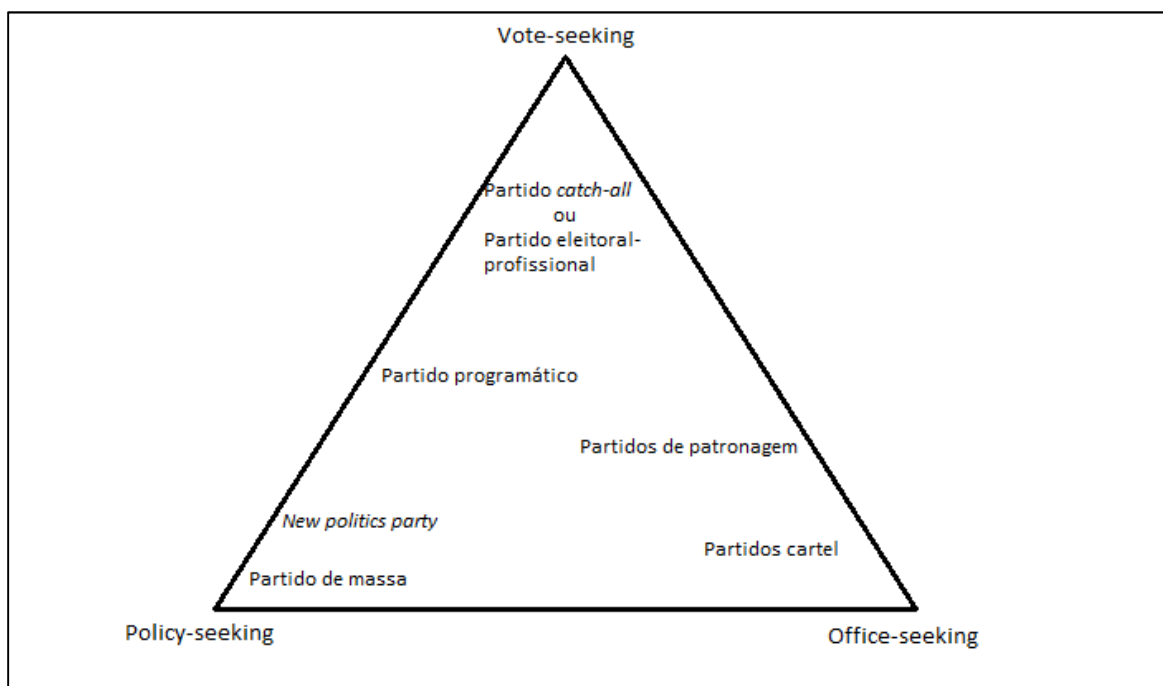 Vote-seeking
Partido catch-all
ou
Partido eleitoral-
profissional
Partido programático
Partidos de patronagem
New politics party
Partidos cartel
Partido de massa
Policy-seeking
Office-seeking